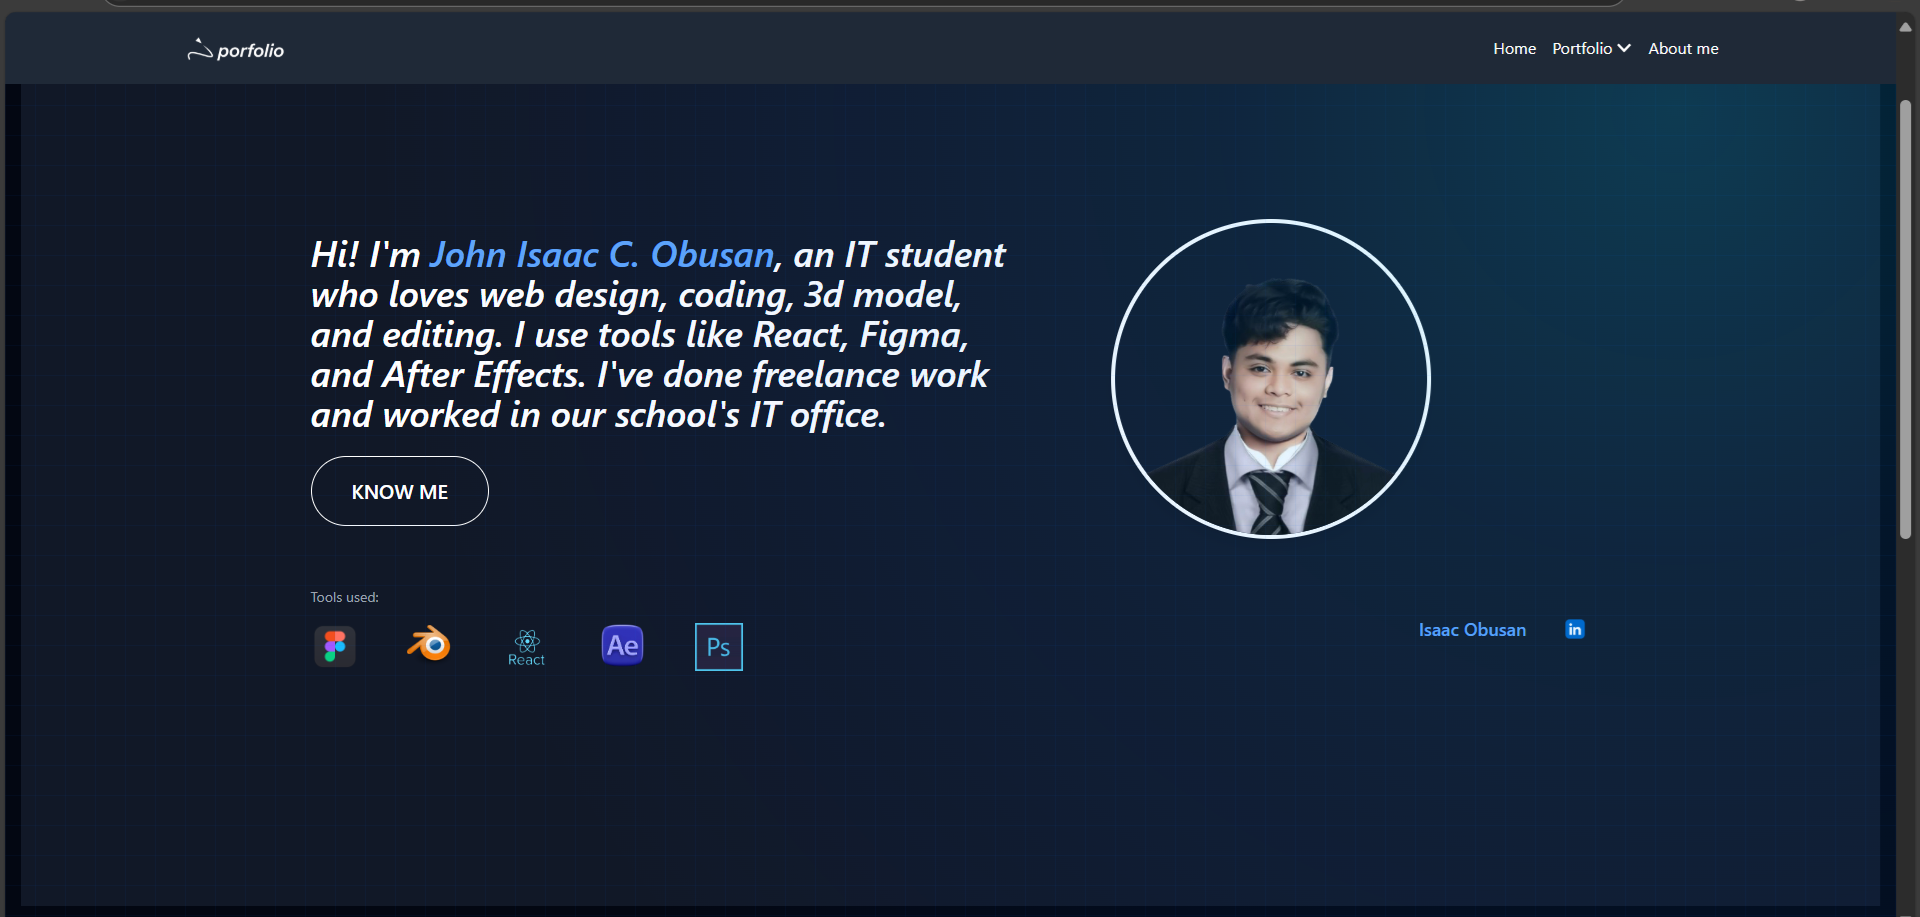 porfolio
Home Portfolio About me
Hi! I'm John Isaac C. Obusan, an IT student
who loves web design, coding, 3d model,
and editing. I use tools like React, Figma,
and After Effects. I've done freelance work
and worked in our school's IT office.
KNOW ME
Tools used:
React
Ae
Ps
Isaac Obusan
in